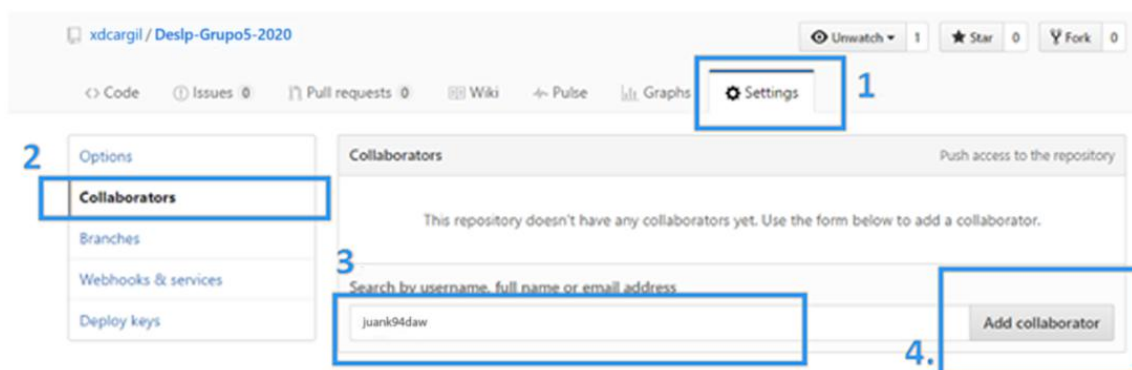 xdcargil / Deslp-Grupo5-2020
Unwatch 1 Star 0 Fork 0
Code Issues 0 Pull requests 0 Wiki Pulse Graphs Settings 1
2
Options
Collaborators
Branches
Webhooks & services
Deploy keys
Collaborators Push access to the repository
This repository doesn't have any collaborators yet. Use the form below to add a collaborator.
3
Search by username, full name or email address
juank94daw
Add collaborator
4.